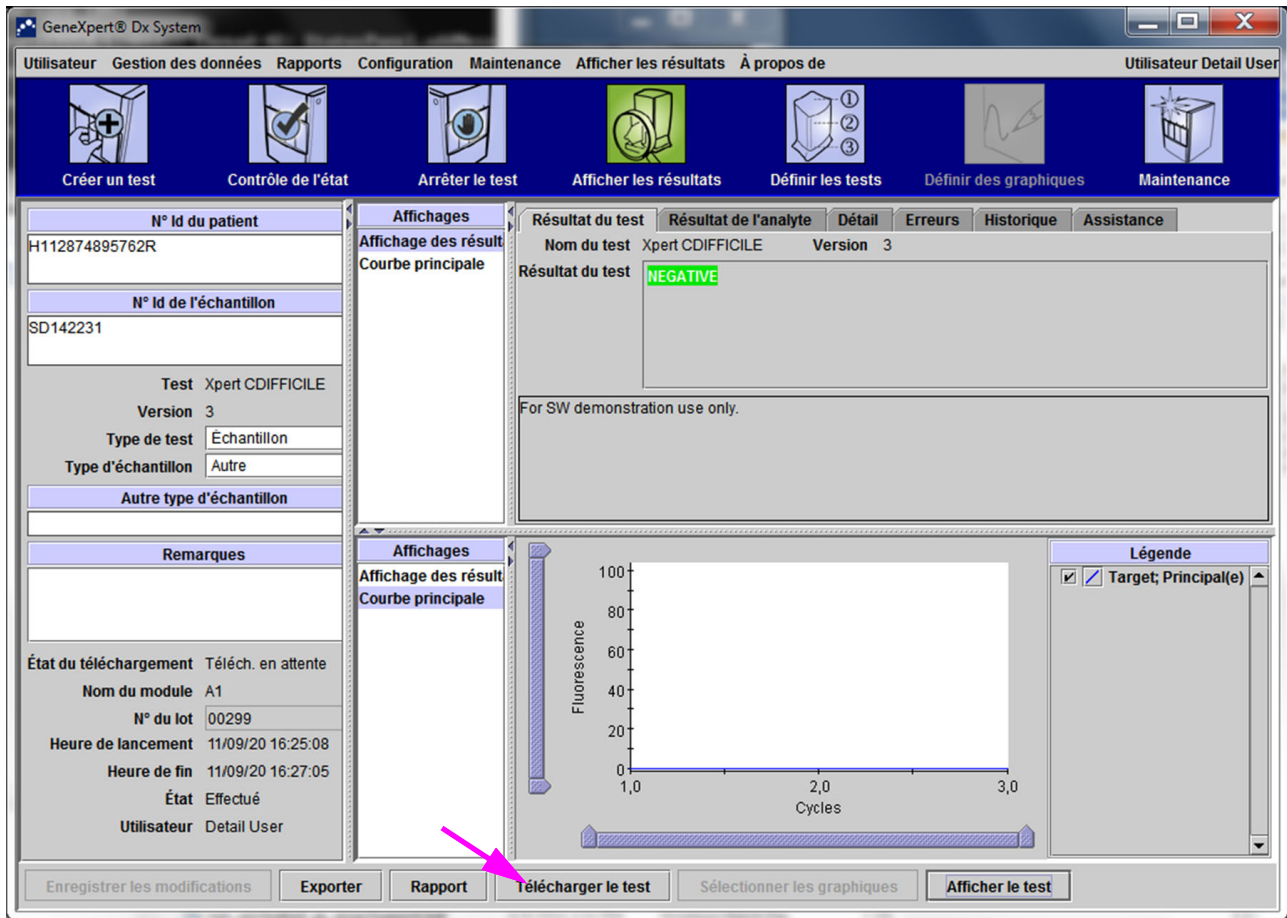 GeneXpert® Dx System
Utilisateur Gestion des données Rapports Configuration Maintenance Afficher les résultats À propos de Utilisateur Detail User
Créer un test Contrôle de l'état Arrêter le test Afficher les résultats Définir les tests Définir des graphiques Maintenance
① ② ③
N° Id du patient
H112874895762R
N° Id de l'échantillon
SD142231
Test Xpert CDIFFICILE
Version 3
Type de test Échantillon
Type d'échantillon Autre
Autre type d'échantillon
Remarques
État du téléchargement Téléch. en attente
Nom du module A1
N° du lot 00299
Heure de lancement 11/09/20 16:25:08
Heure de fin 11/09/20 16:27:05
État Effectué
Utilisateur Detail User
Affichages
Affichage des résult
Courbe principale
Résultat du test Résultat de l'analyte Détail Erreurs Historique Assistance
Nom du test Xpert CDIFFICILE Version 3
Résultat du test NEGATIVE
For SW demonstration use only.
Affichages
Affichage des résult
Courbe principale
Fluorescence
100
80
60
40
20
0
1,0 2,0 3,0
Cycles
Légende
Target; Principal(e)
Enregistrer les modifications Exporter Rapport Télécharger le test Sélectionner les graphiques Afficher le test